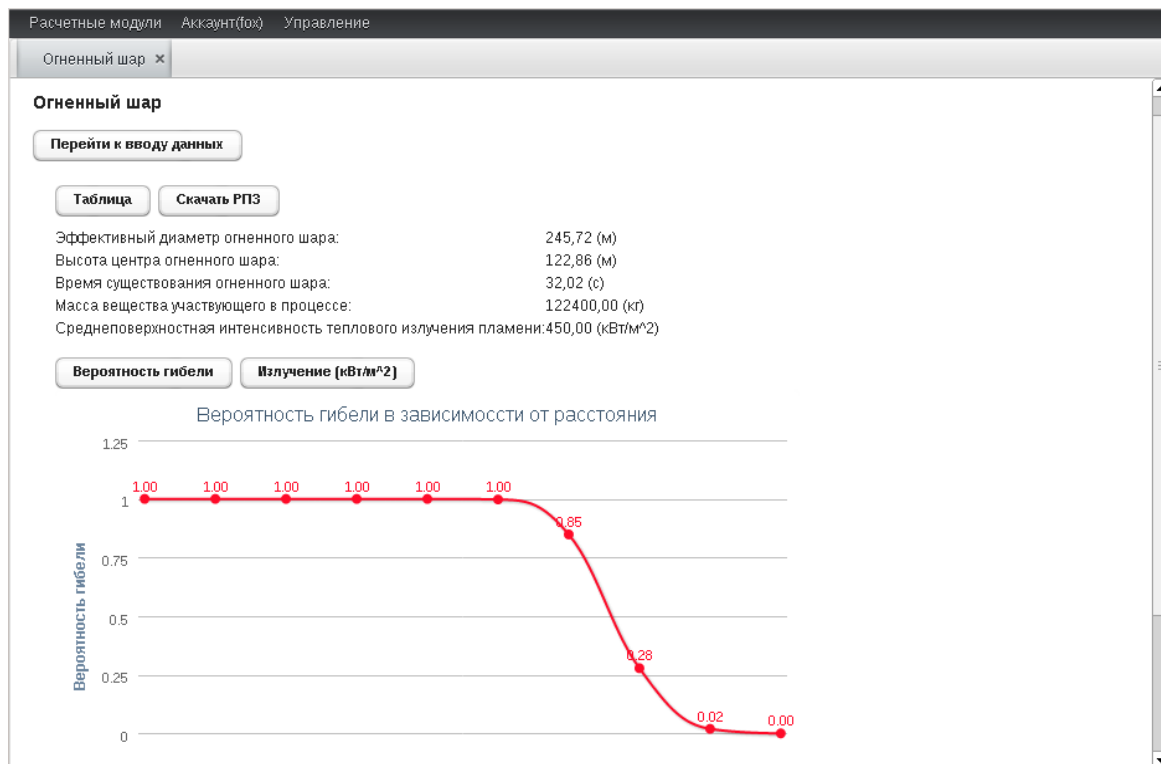 Расчетные модули Аккаунт(fox) Управление
Огненный шар ×
Огненный шар
Перейти к вводу данных
Таблица Скачать РПЗ
Эффективный диаметр огненного шара: 245,72 (м)
Высота центра огненного шара: 122,86 (м)
Время существования огненного шара: 32,02 (с)
Масса вещества участвующего в процессе: 122400,00 (кг)
Среднеповерхностная интенсивность теплового излучения пламени:450,00 (кВт/м^2)
Вероятность гибели Излучение (кВт/м^2)
Вероятность гибели в зависимоссти от расстояния
1.25
1.00 1.00 1.00 1.00 1.00 1.00
1
0.85
0.75
Вероятность гибели
0.5
0.28
0.25
0.02 0.00
0